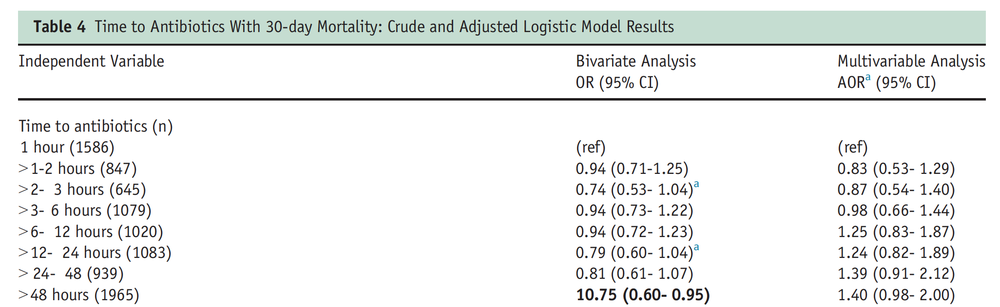 Table 4 Time to Antibiotics With 30-day Mortality: Crude and Adjusted Logistic Model Results
Independent Variable Bivariate Analysis Multivariable Analysis
OR (95% CI) AORa (95% CI)
Time to antibiotics (n)
1 hour (1586) (ref) (ref)
>1-2 hours (847) 0.94 (0.71-1.25) 0.83 (0.53- 1.29)
>2- 3 hours (645) 0.74 (0.53- 1.04)a 0.87 (0.54- 1.40)
>3- 6 hours (1079) 0.94 (0.73- 1.22) 0.98 (0.66- 1.44)
>6- 12 hours (1020) 0.94 (0.72- 1.23) 1.25 (0.83- 1.87)
>12- 24 hours (1083) 0.79 (0.60- 1.04)a 1.24 (0.82- 1.89)
> 24- 48 (939) 0.81 (0.61- 1.07) 1.39 (0.91- 2.12)
>48 hours (1965) 10.75 (0.60- 0.95) 1.40 (0.98- 2.00)